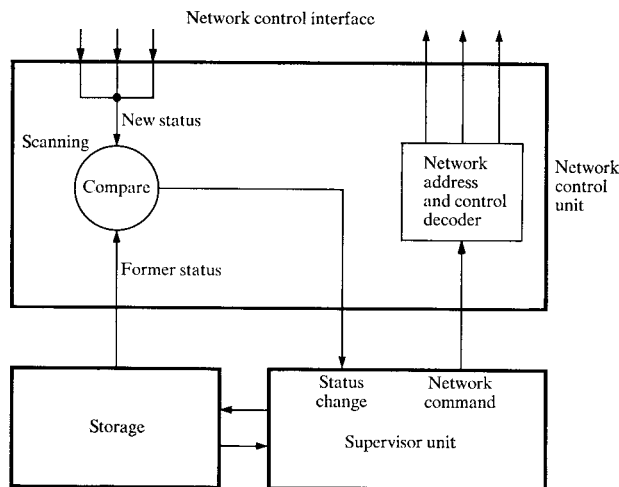 Network control interface
New status
Scanning
Compare
Former status
Network
address
and control
decoder
Network
control
unit
Storage
Status
change
Network
command
Supervisor unit